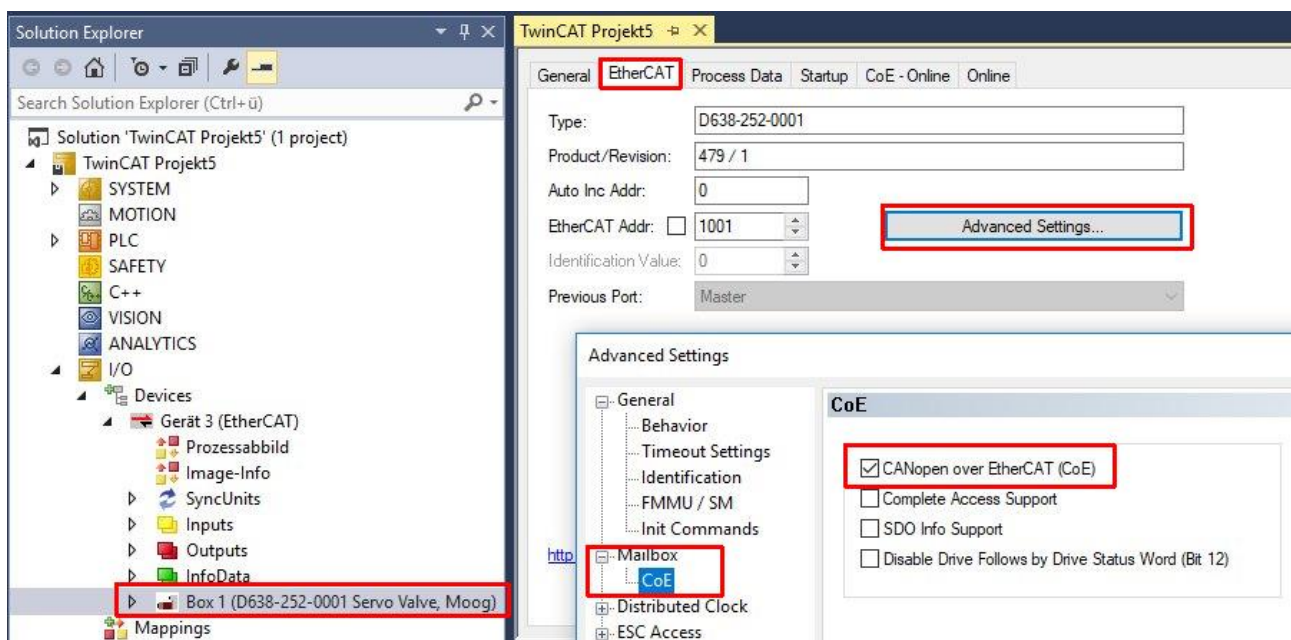 Solution Explorer
Search Solution Explorer (Ctrl+ü)
Solution 'TwinCAT Projekt5' (1 project)
TwinCAT Projekt5
SYSTEM
MOTION
PLC
SAFETY
C++
VISION
ANALYTICS
I/O
Devices
Gerät 3 (EtherCAT)
Prozessabbild
Image-Info
SyncUnits
Inputs
Outputs
InfoData
Box 1 (D638-252-0001 Servo Valve, Moog)
Mappings
TwinCAT Projekt5
General EtherCAT Process Data Startup CoE - Online Online
Type: D638-252-0001
Product/Revision: 479 / 1
Auto Inc Addr: 0
EtherCAT Addr: 1001 Advanced Settings...
Identification Value: 0
Previous Port: Master
http
Advanced Settings
General
Behavior
Timeout Settings
Identification
FMMU / SM
Init Commands
Mailbox
CoE
Distributed Clock
ESC Access
CoE
CANopen over EtherCAT (CoE)
Complete Access Support
SDO Info Support
Disable Drive Follows by Drive Status Word (Bit 12)